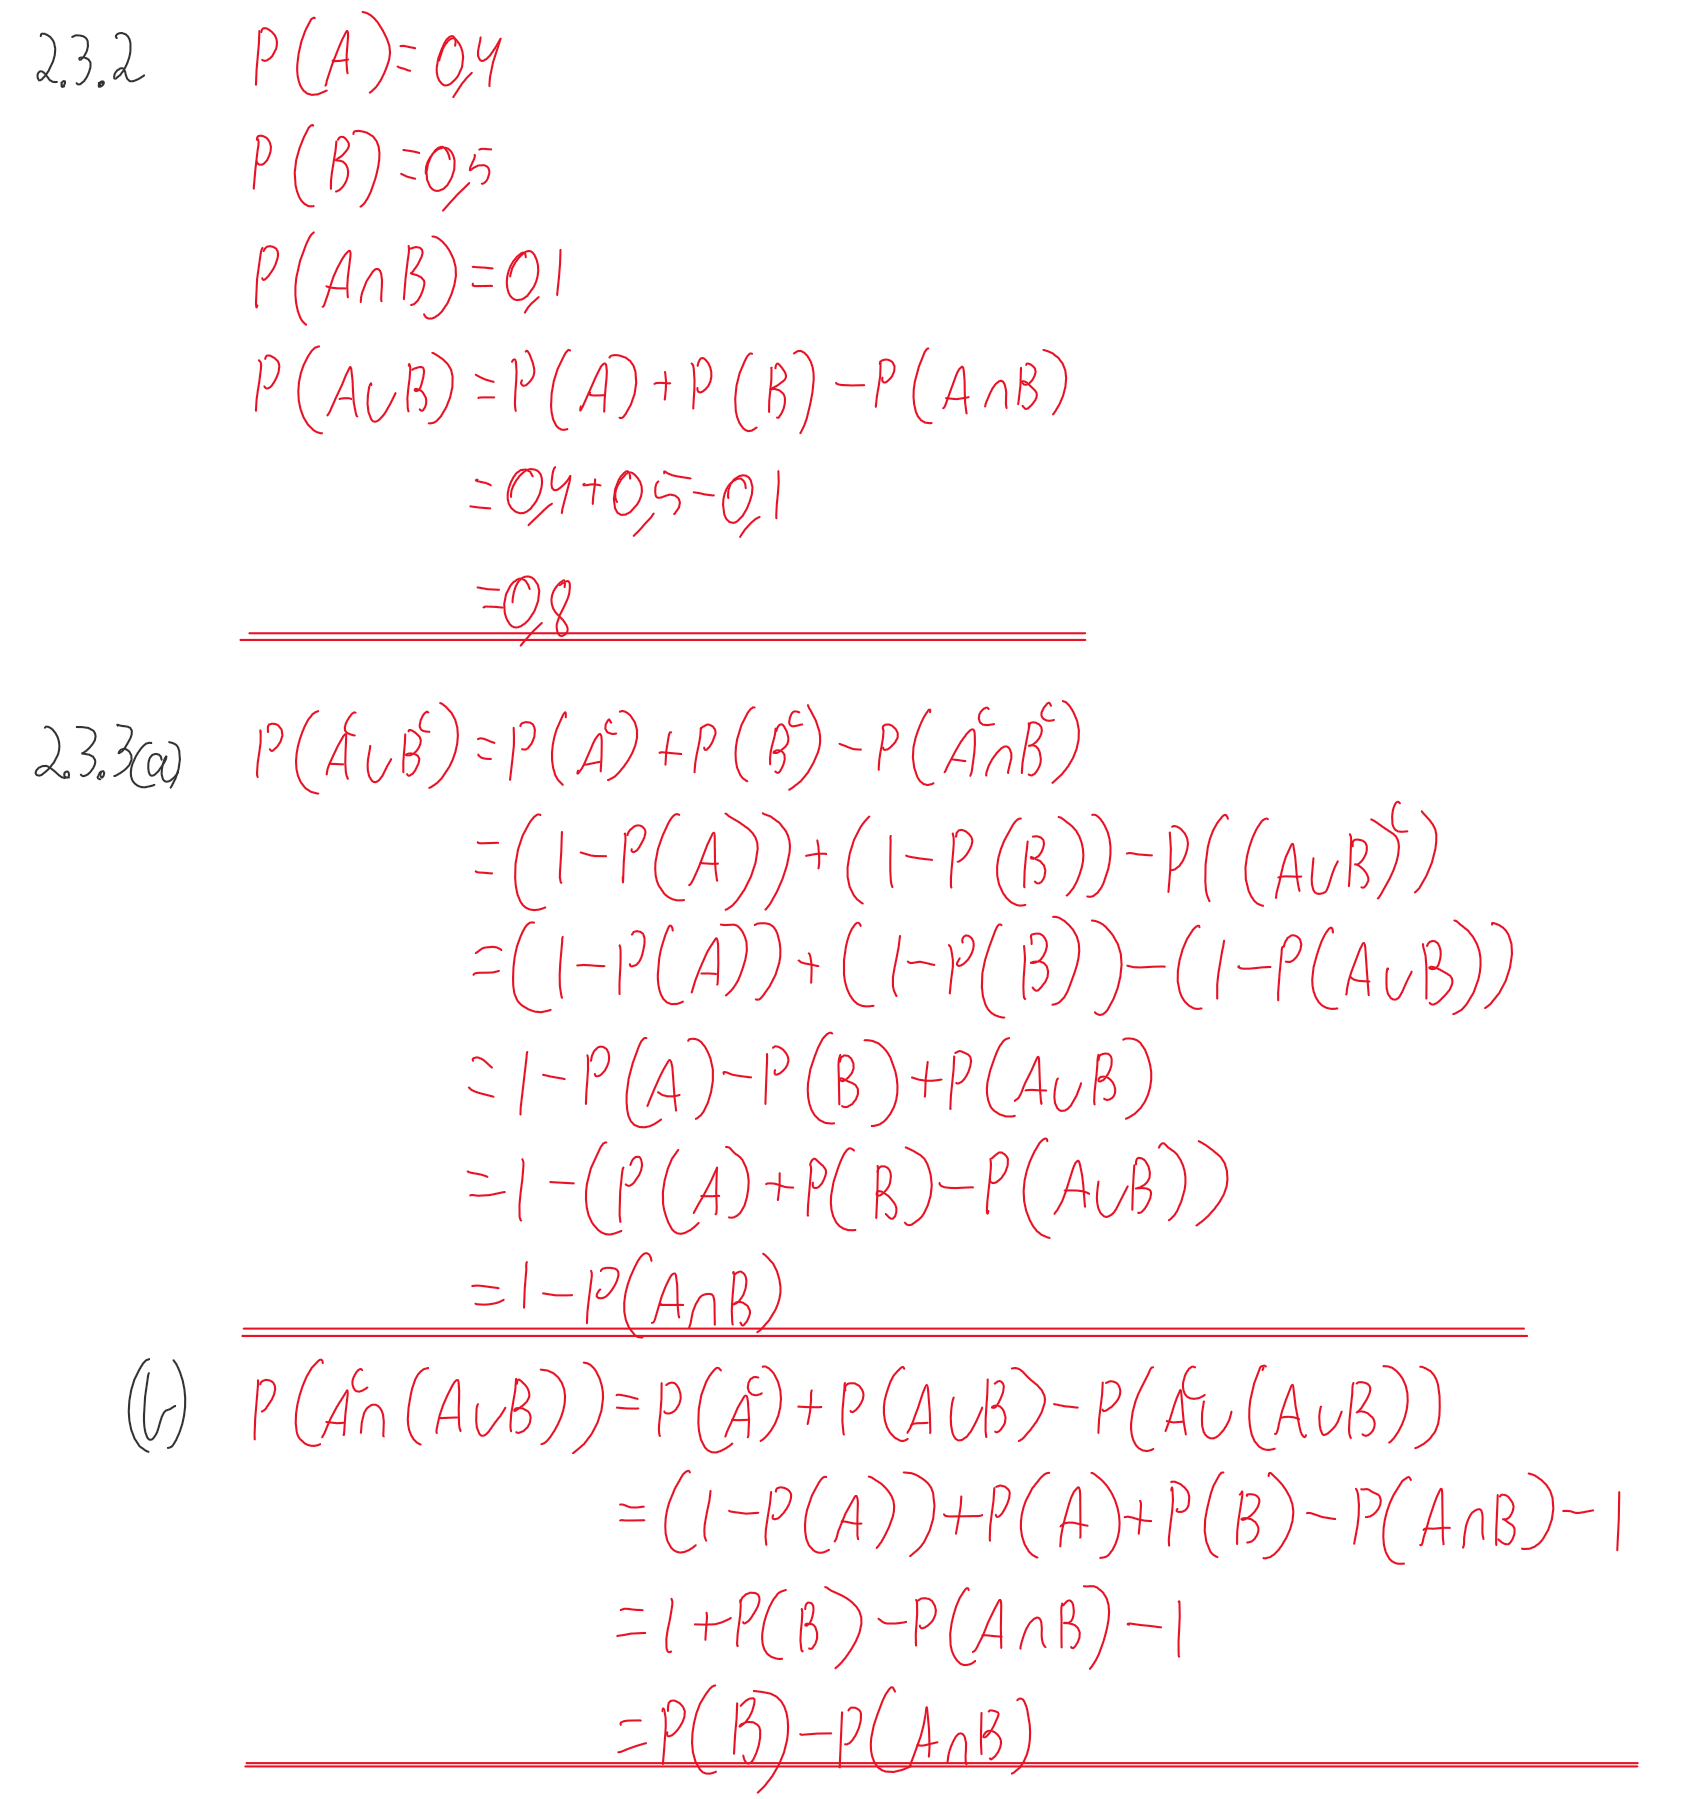 2.3.2 P(A)=0,4
P(B)=0,5
P(A∩B)=0,1
P(A∪B)=P(A)+P(B)-P(A∩B)
=0,4+0,5-0,1
=0,8
2.3.3(a) P(Aᶜ∪Bᶜ)=P(Aᶜ)+P(Bᶜ)-P(Aᶜ∩Bᶜ)
=(1-P(A))+(1-P(B))-P((A∪B)ᶜ)
=(1-P(A))+(1-P(B))-(1-P(A∪B))
=1-P(A)-P(B)+P(A∪B)
=1-(P(A)+P(B)-P(A∪B))
=1-P(A∩B)
(b) P(Aᶜ∩(A∪B))=P(Aᶜ)+P(A∪B)-P(Aᶜ∪(A∪B))
=(1-P(A))+P(A)+P(B)-P(A∩B)-1
=1+P(B)-P(A∩B)-1
=P(B)-P(A∩B)